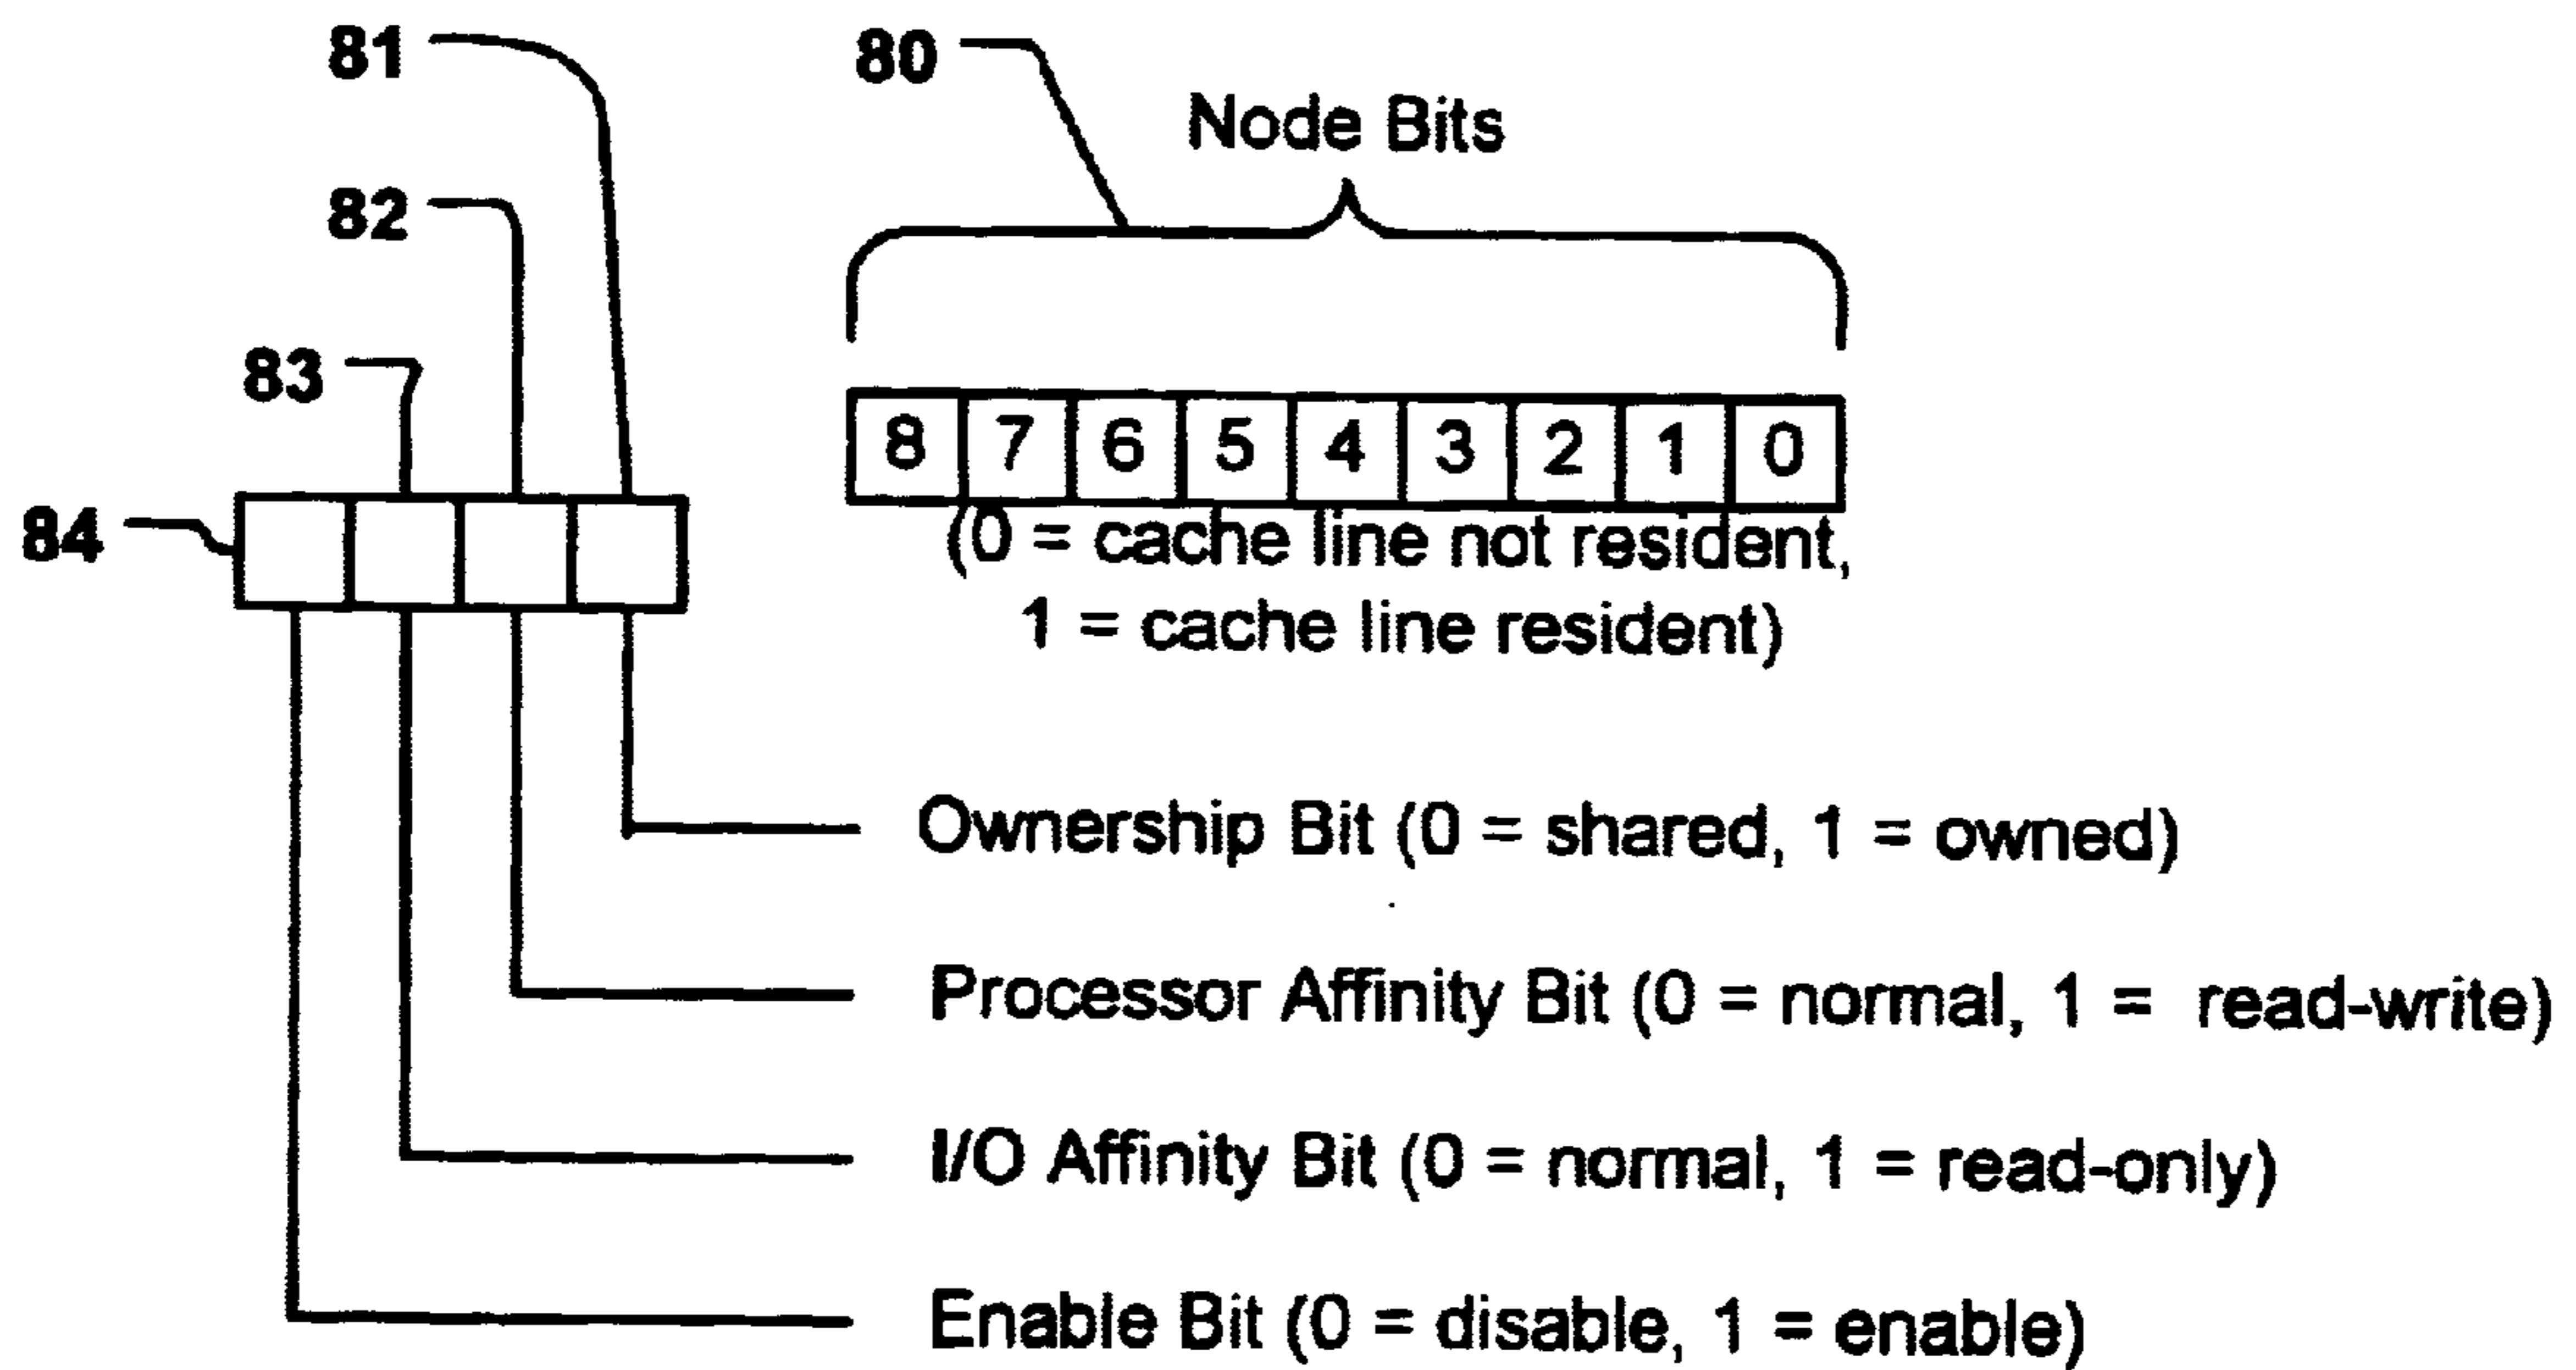 81
80
Node Bits
82
83
8 7 6 5 4 3 2 1 0
84
(0 = cache line not resident,
1 = cache line resident)
Ownership Bit (0 = shared, 1 = owned)
Processor Affinity Bit (0 = normal, 1 = read-write)
I/O Affinity Bit (0 = normal, 1 = read-only)
Enable Bit (0 = disable, 1 = enable)